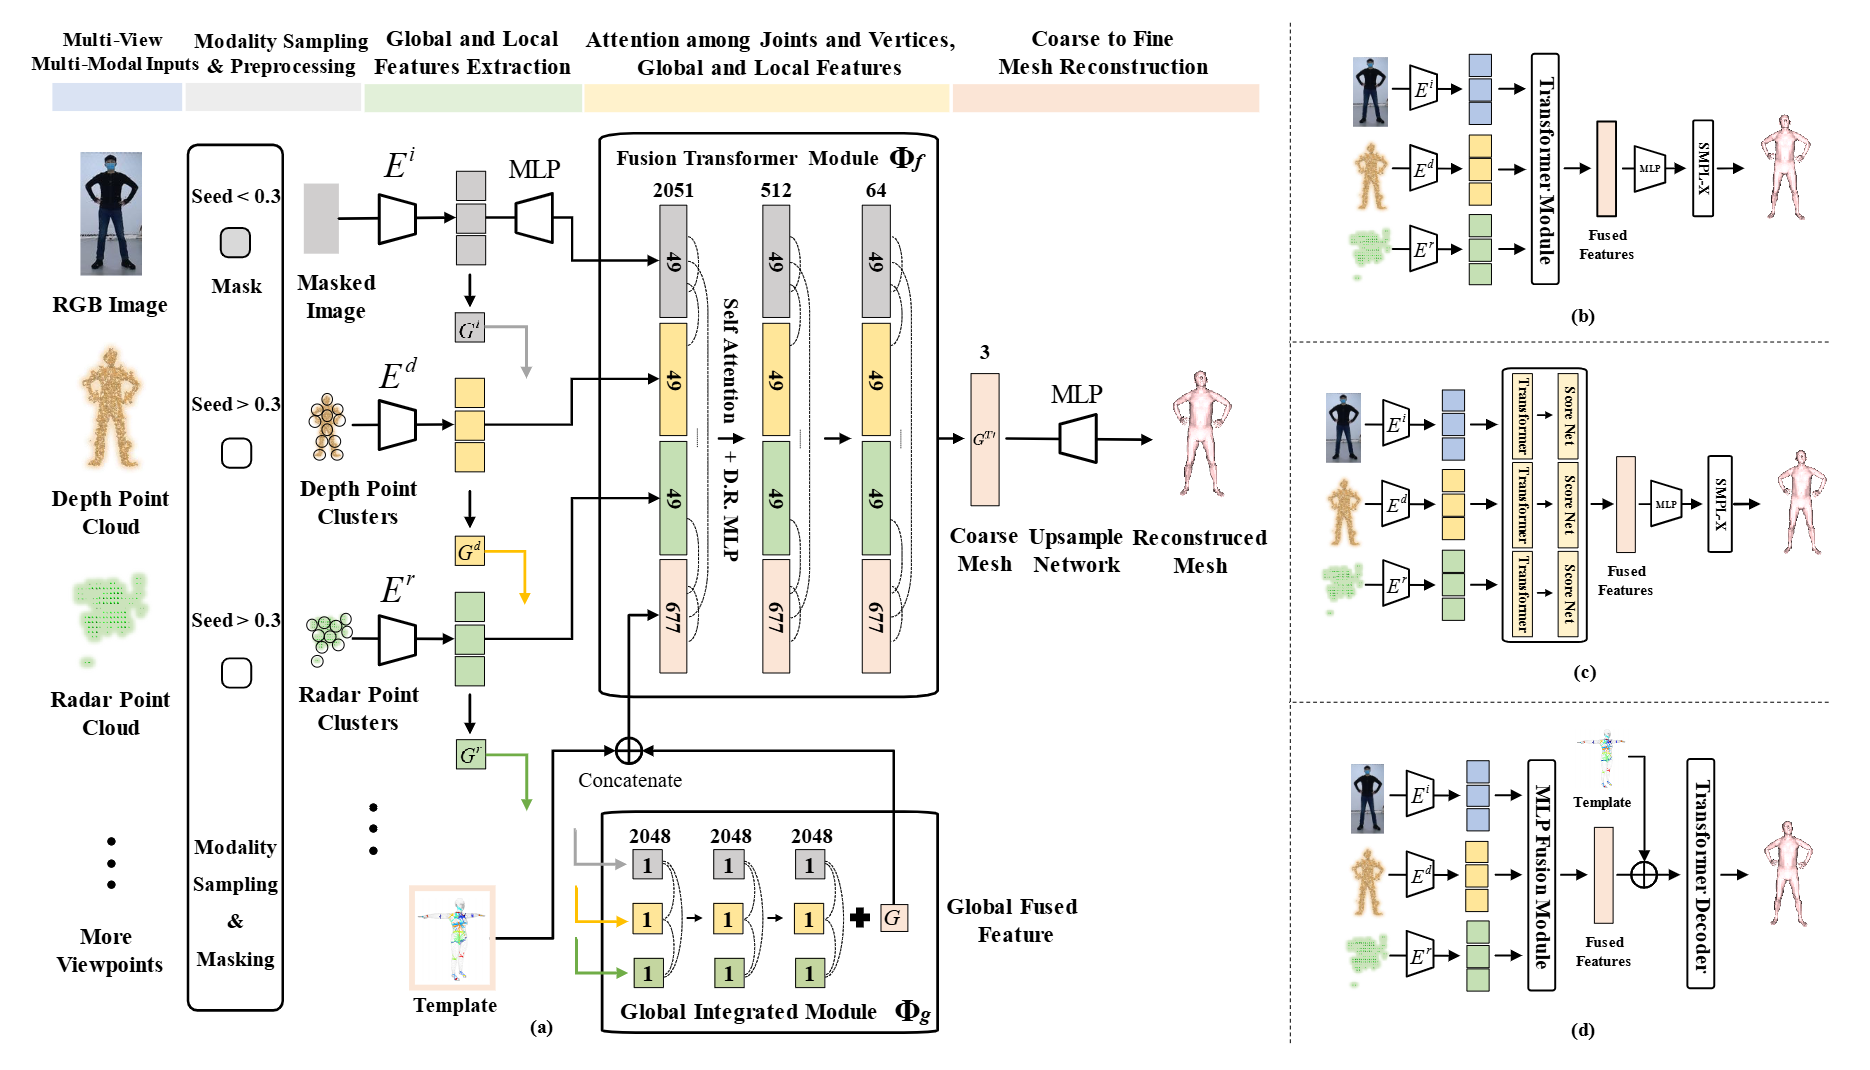 Multi-View
Multi-Modal Inputs
Modality Sampling
& Preprocessing
Global and Local
Features Extraction
Attention among Joints and Vertices,
Global and Local Features
Coarse to Fine
Mesh Reconstruction
RGB Image
Depth Point
Cloud
Radar Point
Cloud
More
Viewpoints
Seed < 0.3
Mask
Seed > 0.3
Seed > 0.3
Modality
Sampling
&
Masking
Masked
Image
Depth Point
Clusters
Radar Point
Clusters
E^i
MLP
G^i
E^d
G^d
E^r
G^r
Fusion Transformer Module Φf
2051
512
64
49
49
49
49
49
49
49
49
49
677
677
677
Self Attention + D.R. MLP
3
G^T'
Coarse
Mesh
MLP
Upsample
Network
Reconstruced
Mesh
Concatenate
Template
2048
2048
2048
1
1
1
1
1
1
1
1
1
G
Global Integrated Module Φg
Global Fused
Feature
(a)
E^i
E^d
E^r
Transformer Module
Fused
Features
MLP
SMPL-X
(b)
E^i
E^d
E^r
Transformer
Score Net
Transformer
Score Net
Transformer
Score Net
Fused
Features
MLP
SMPL-X
(c)
E^i
E^d
E^r
MLP Fusion Module
Template
Fused
Features
Transformer Decoder
(d)